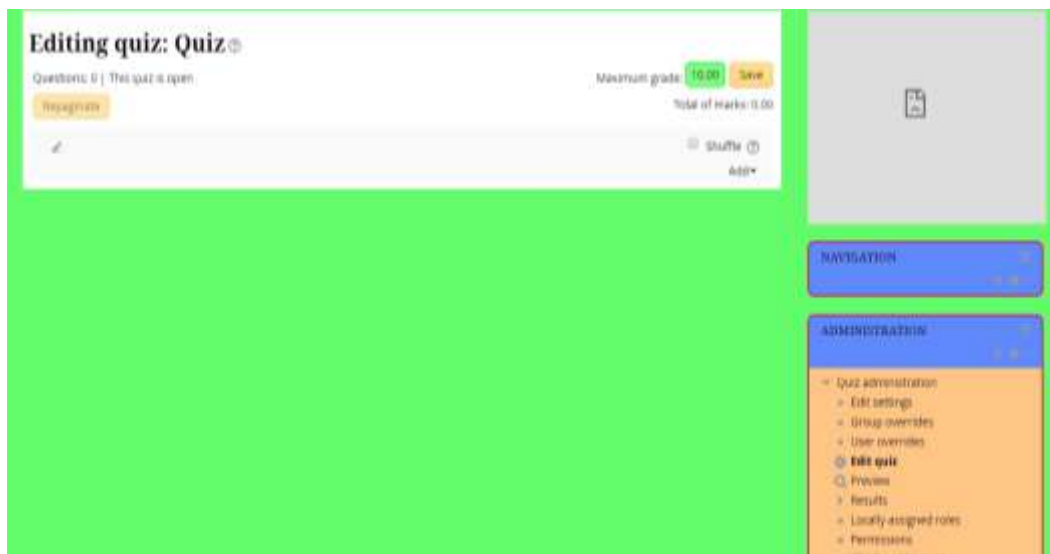 Editing quiz: Quiz
Questions: 0 | This quiz is open
Maximum grade: 10.00 Save
Repaginate
Total of marks: 0.00
Shuffle
Add
NAVIGATION
ADMINISTRATION
Quiz administration
Edit settings
Group overrides
User overrides
Edit quiz
Preview
Results
Locally assigned roles
Permissions